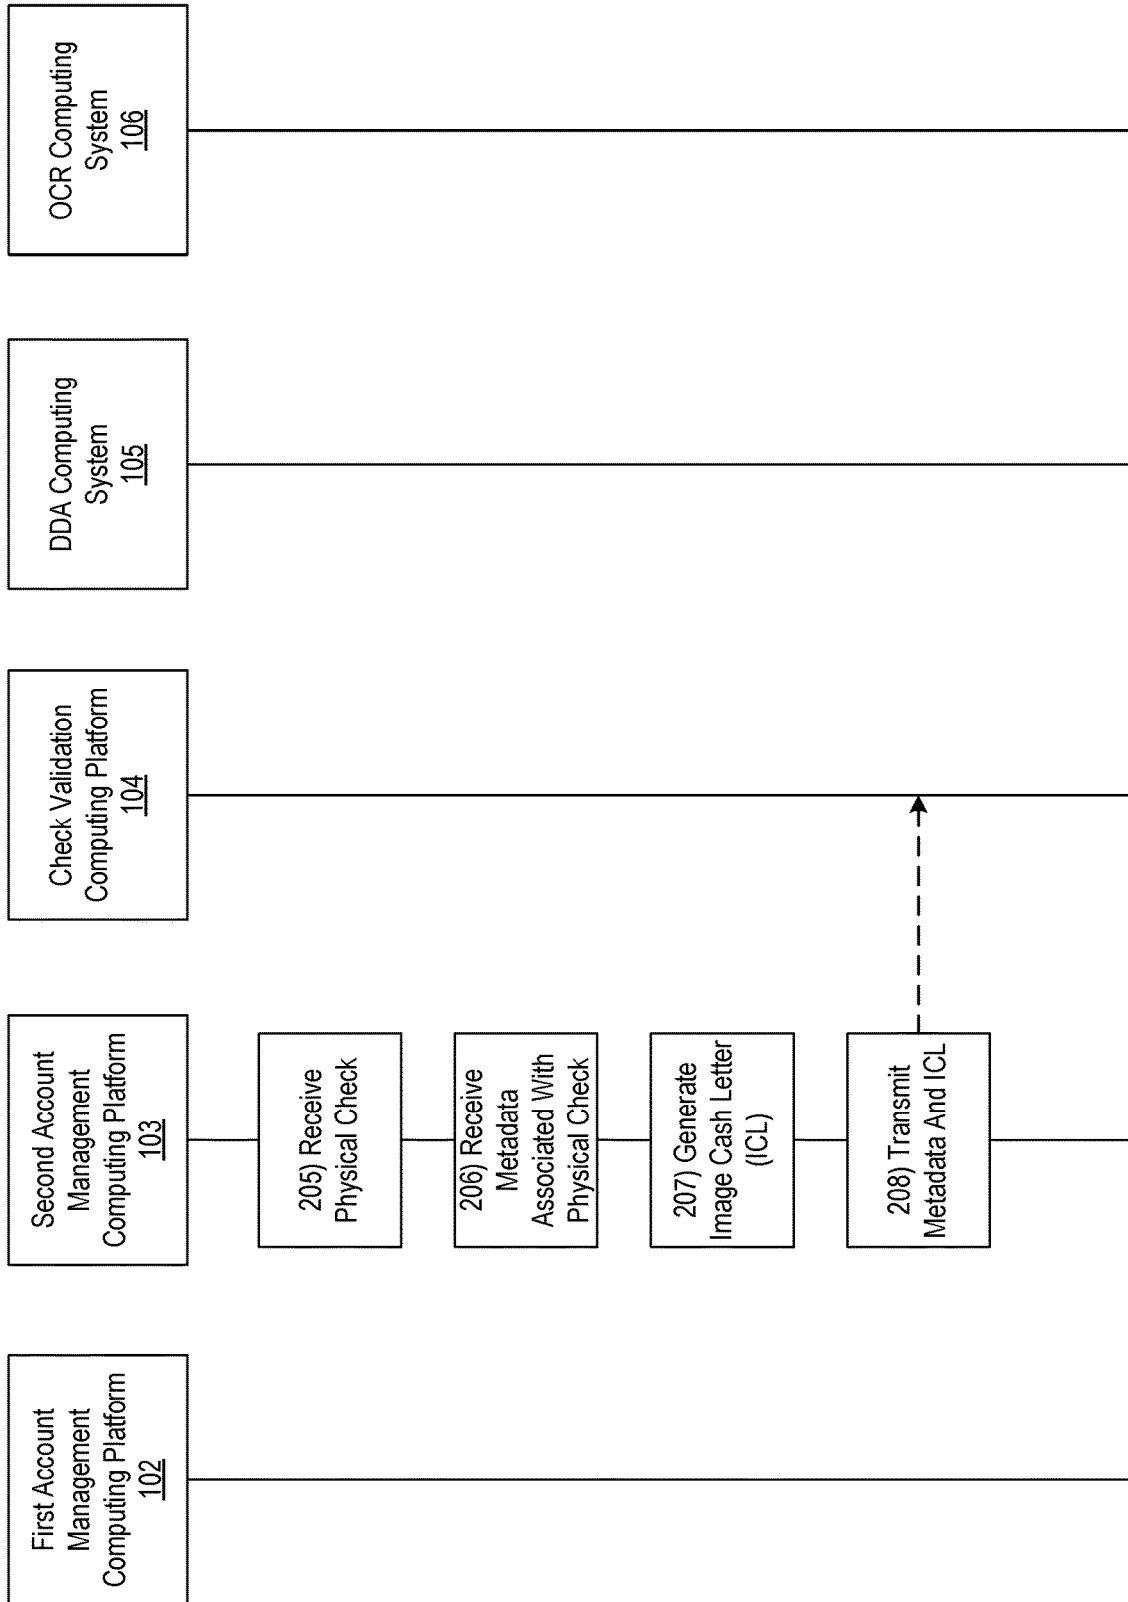 First Account
Management
Computing Platform
102
Second Account
Management
Computing Platform
103
Check Validation
Computing Platform
104
DDA Computing
System
105
OCR Computing
System
106
205) Receive
Physical Check
206) Receive
Metadata
Associated With
Physical Check
207) Generate
Image Cash Letter
(ICL)
208) Transmit
Metadata And ICL